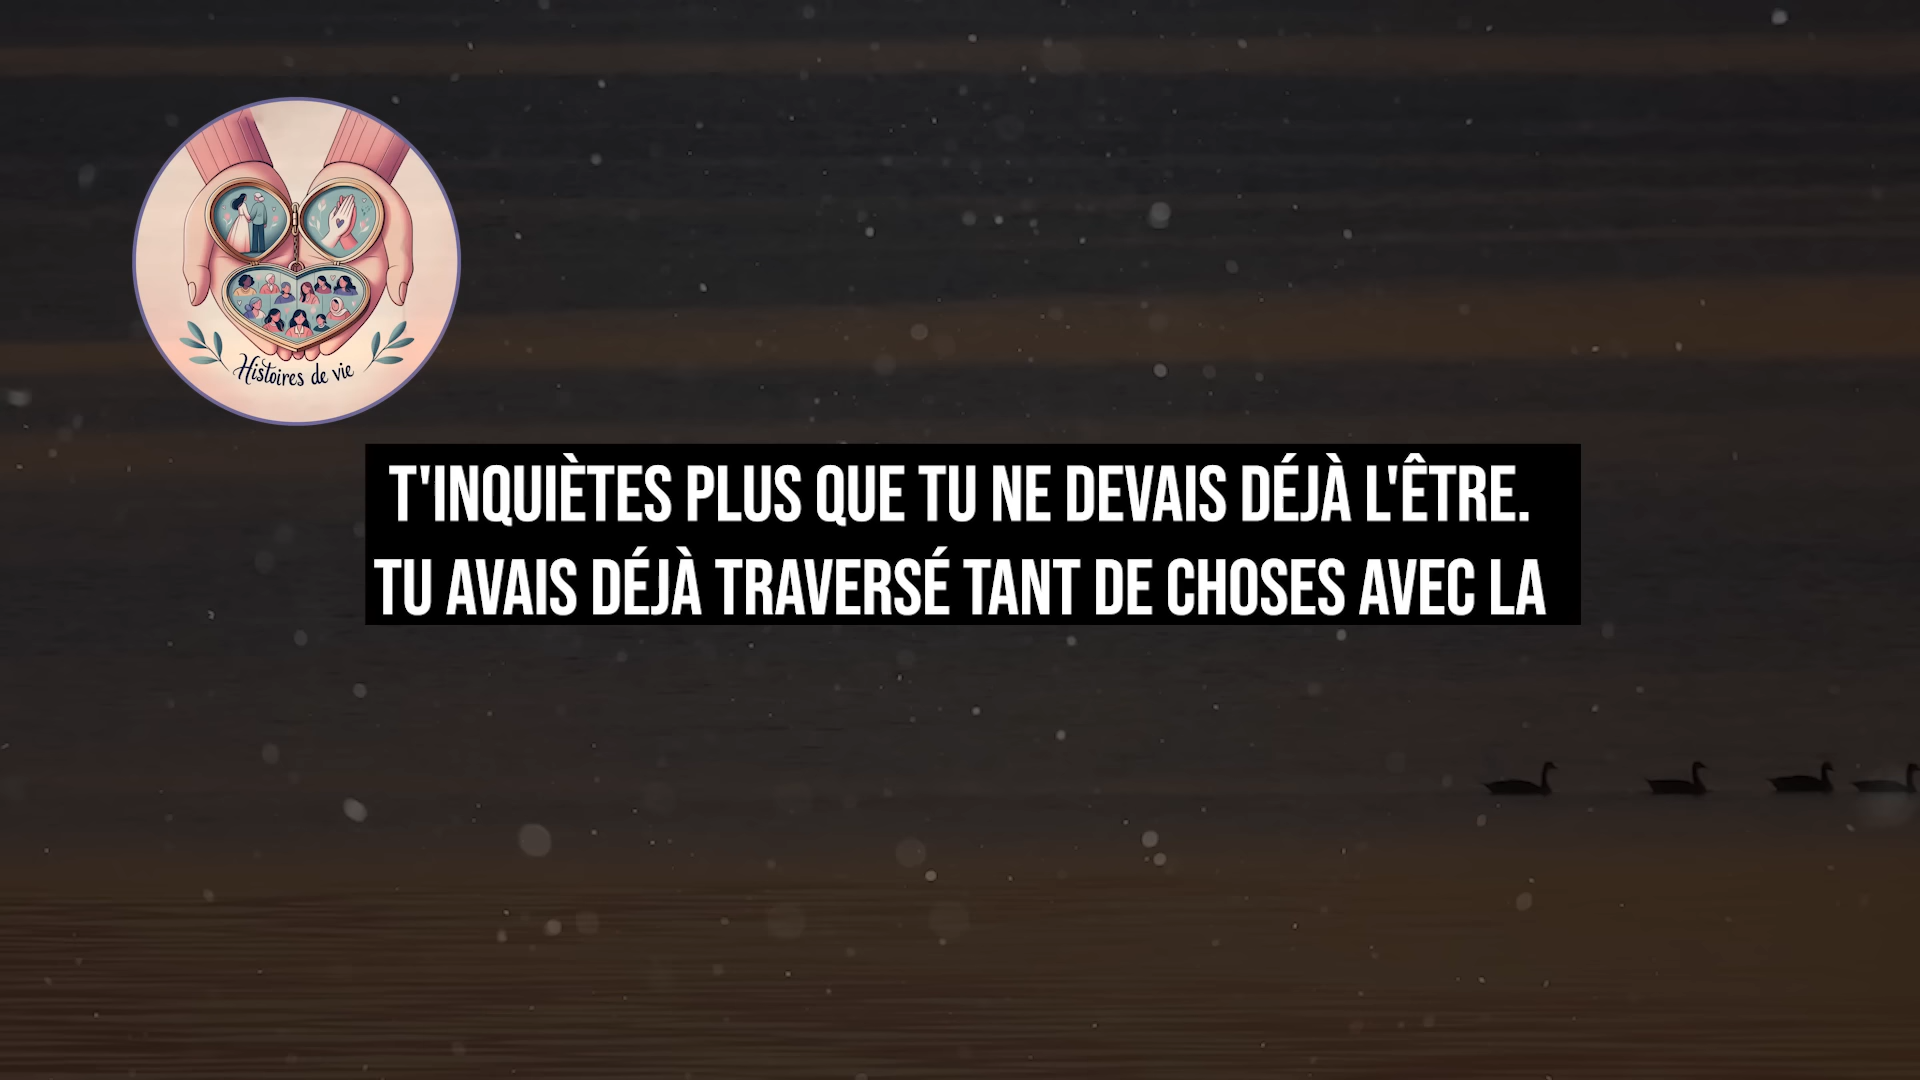 Histoires de vie
T'INQUIÈTES PLUS QUE TU NE DEVAIS DÉJÀ L'ÊTRE.
TU AVAIS DÉJÀ TRAVERSÉ TANT DE CHOSES AVEC LA